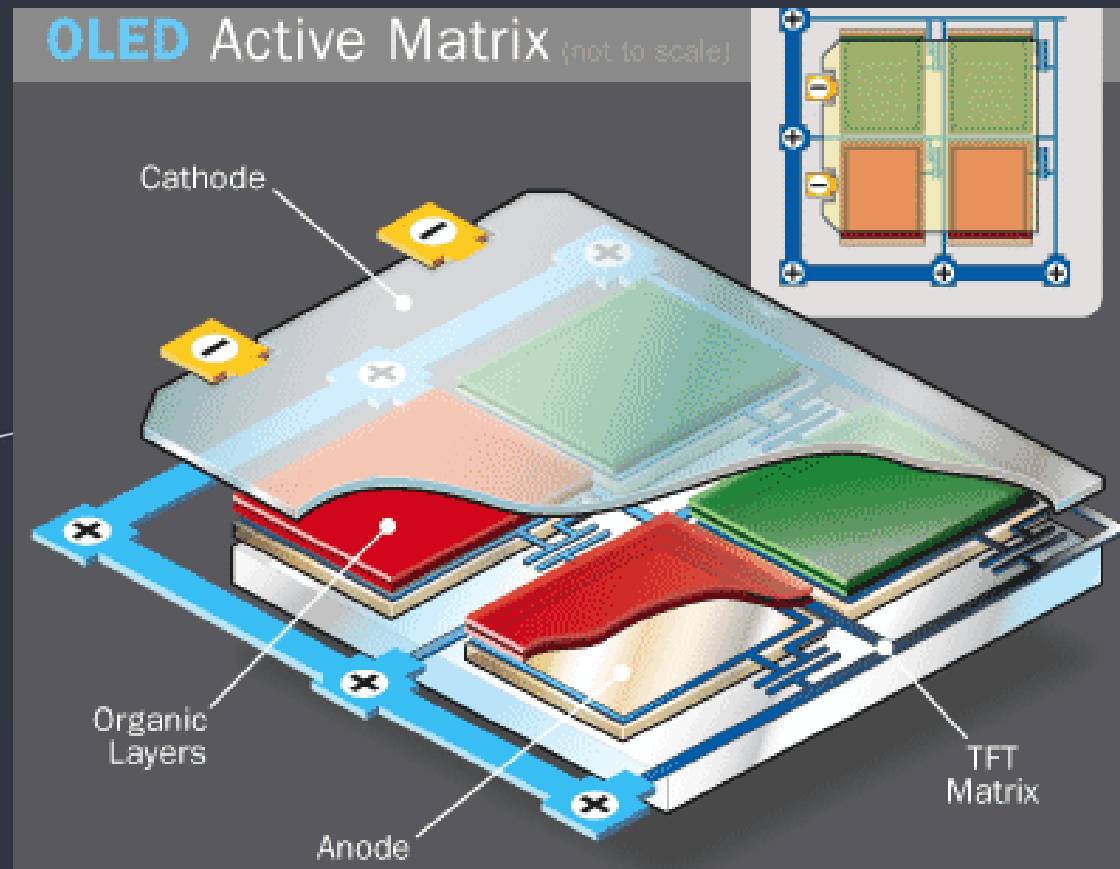 OLED Active Matrix (not to scale)
Cathode
Organic
Layers
Anode
TFT
Matrix